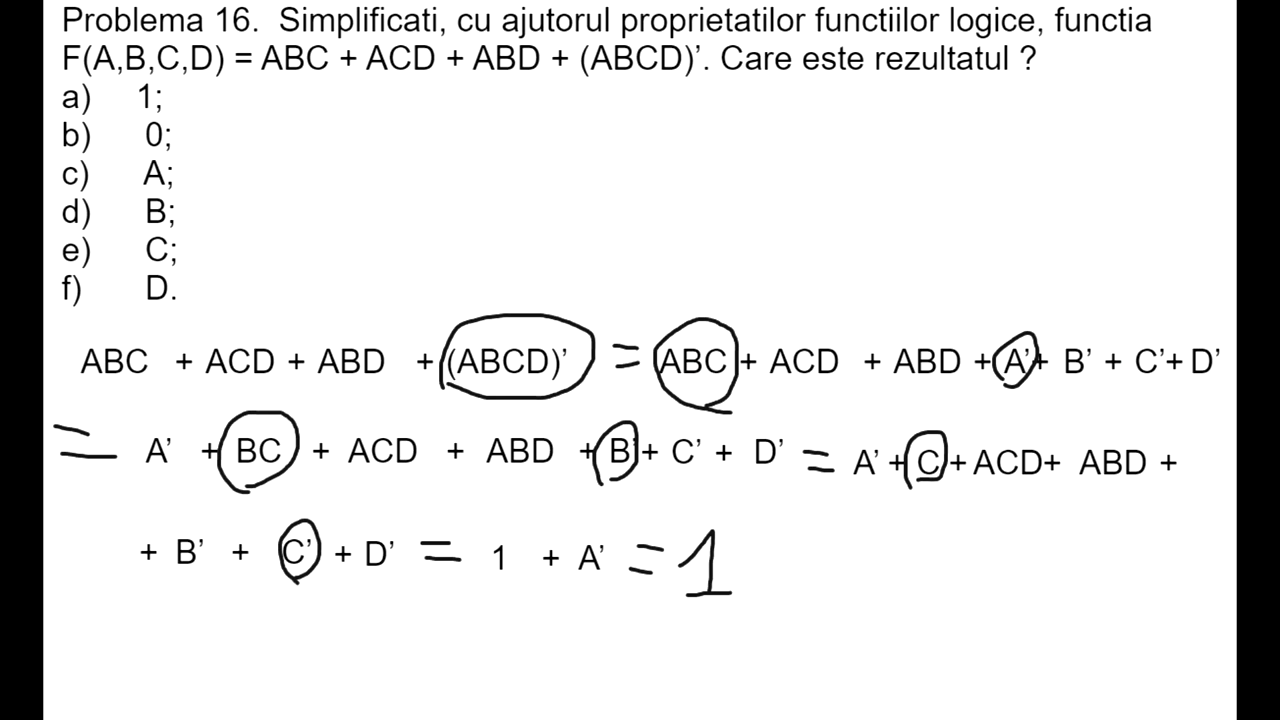 Problema 16. Simplificati, cu ajutorul proprietatilor functiilor logice, functia
F(A,B,C,D) = ABC + ACD + ABD + (ABCD)’. Care este rezultatul ?
a) 1;
b) 0;
c) A;
d) B;
e) C;
f) D.
ABC + ACD + ABD + (ABCD)’ = ABC + ACD + ABD + A’+ B’ + C’+ D’
= A’ + BC + ACD + ABD + B’ + C’ + D’ = A’ + C + ACD+ ABD +
+ B’ + C’ + D’ = 1 + A’ = 1